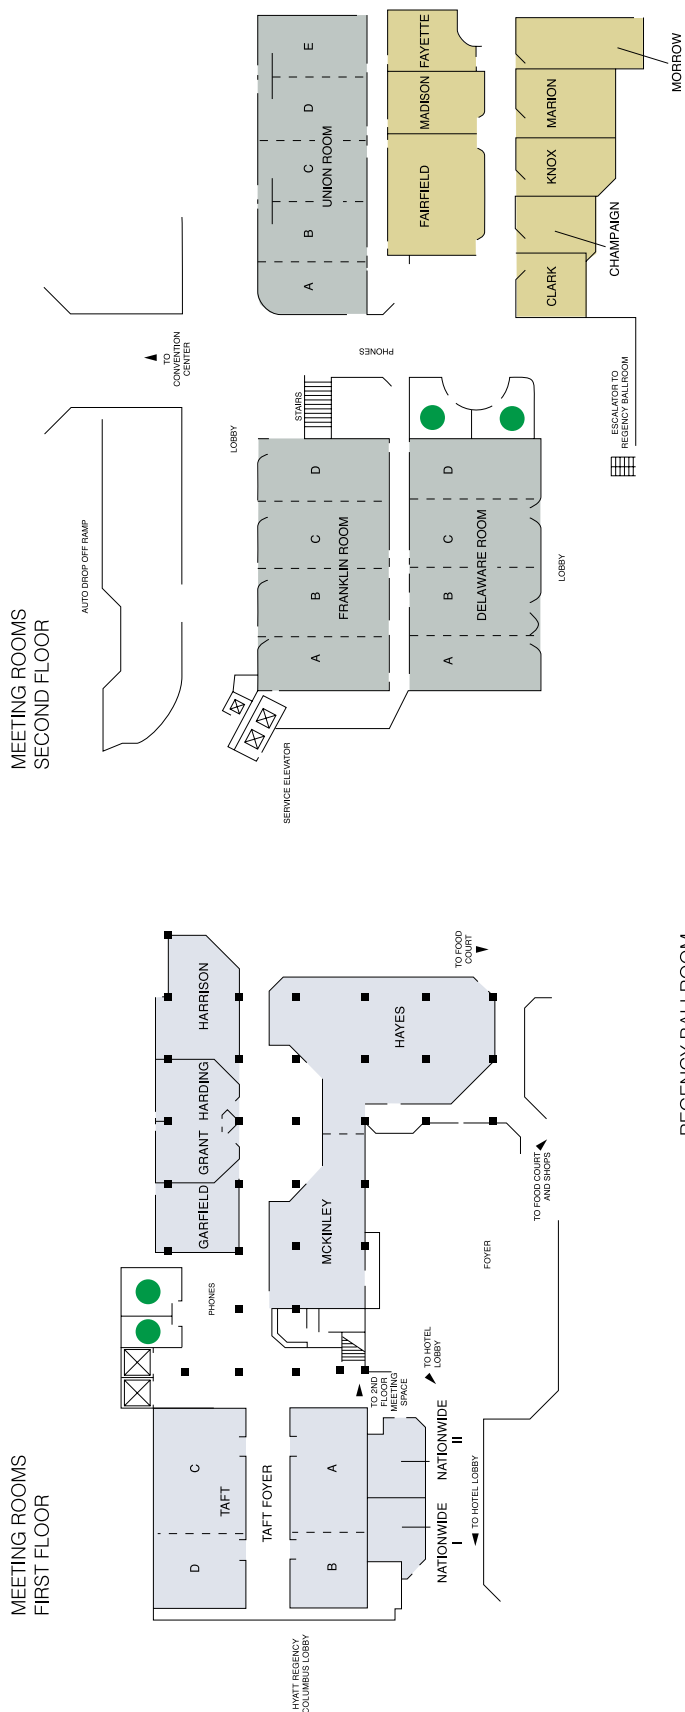 MEETING ROOMS
FIRST FLOOR
HYATT REGENCY
COLUMBUS LOBBY
D
C
TAFT
TAFT FOYER
B
A
NATIONWIDE
I
NATIONWIDE
II
TO HOTEL LOBBY
TO 2ND
FLOOR
MEETING
SPACE
TO HOTEL
LOBBY
PHONES
GARFIELD
GRANT
HARDING
HARRISON
MCKINLEY
HAYES
FOYER
TO FOOD COURT
AND SHOPS
TO FOOD
COURT
REGENCY BALLROOM
MEETING ROOMS
SECOND FLOOR
AUTO DROP OFF RAMP
TO
CONVENTION
CENTER
SERVICE ELEVATOR
LOBBY
STAIRS
A
B
C
D
FRANKLIN ROOM
A
B
C
D
DELAWARE ROOM
LOBBY
PHONES
A
B
C
D
E
UNION ROOM
FAIRFIELD
MADISON
FAYETTE
CLARK
CHAMPAIGN
KNOX
MARION
MORROW
ESCALATOR TO
REGENCY BALLROOM